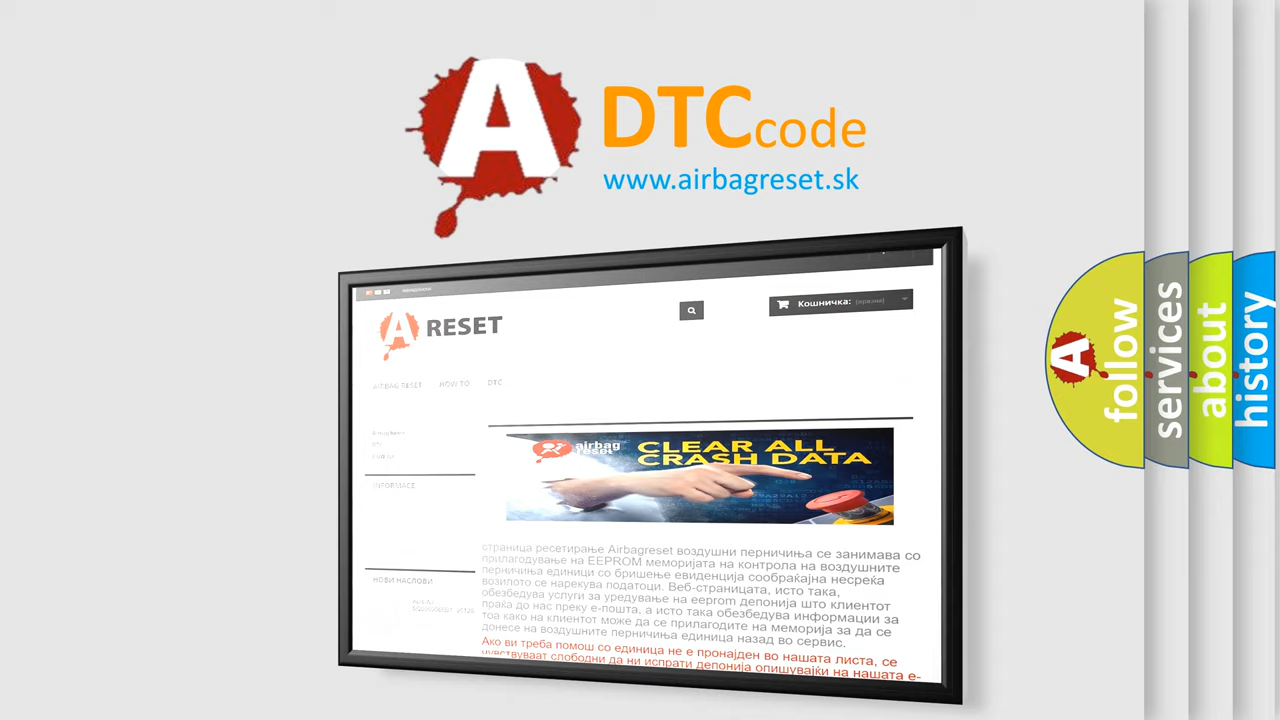 A
DTCcode
www.airbagreset.sk
A RESET
Кошничка: (празни)
AIRBAG RESET HOW TO DTC
DTC
INFORMACE
airbag
reset
CLEAR ALL
CRASH DATA
страница ресетирање Airbagreset воздушни перничиња се занимава со
прилагодување на EEPROM меморијата на контрола на воздушните
перничиња единици со бришење евиденција сообраќајна несреќа
возилото се нарекува податоци. Веб-страницата, исто така,
обезбедува услуги за уредување на eeprom депонија што клиентот
праќа до нас преку е-пошта, а исто така обезбедува информации за
тоа како на клиентот може да се прилагодите на меморија за да се
донесе на воздушните перничиња единица назад во сервис.
Ако ви треба помош со единица не е пронајден во нашата листа, се
чувствуваат слободни да ни испрати депонија опишувајќи на нашата е-
НОВИ НАСЛОВИ
A
follow
services
about
history